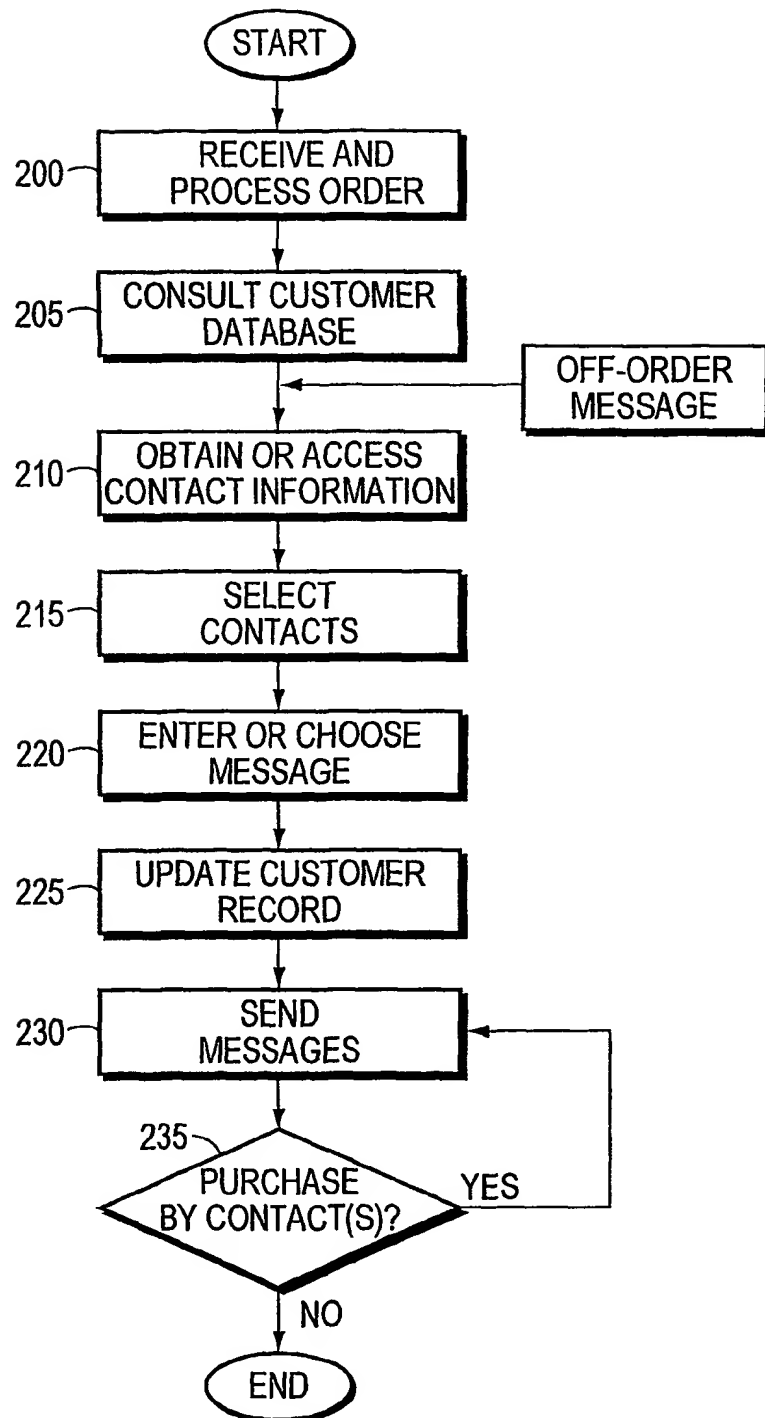 START
200
RECEIVE AND
PROCESS ORDER
205
CONSULT CUSTOMER
DATABASE
OFF-ORDER
MESSAGE
210
OBTAIN OR ACCESS
CONTACT INFORMATION
215
SELECT
CONTACTS
220
ENTER OR CHOOSE
MESSAGE
225
UPDATE CUSTOMER
RECORD
230
SEND
MESSAGES
235
PURCHASE
BY CONTACT(S)?
YES
NO
END